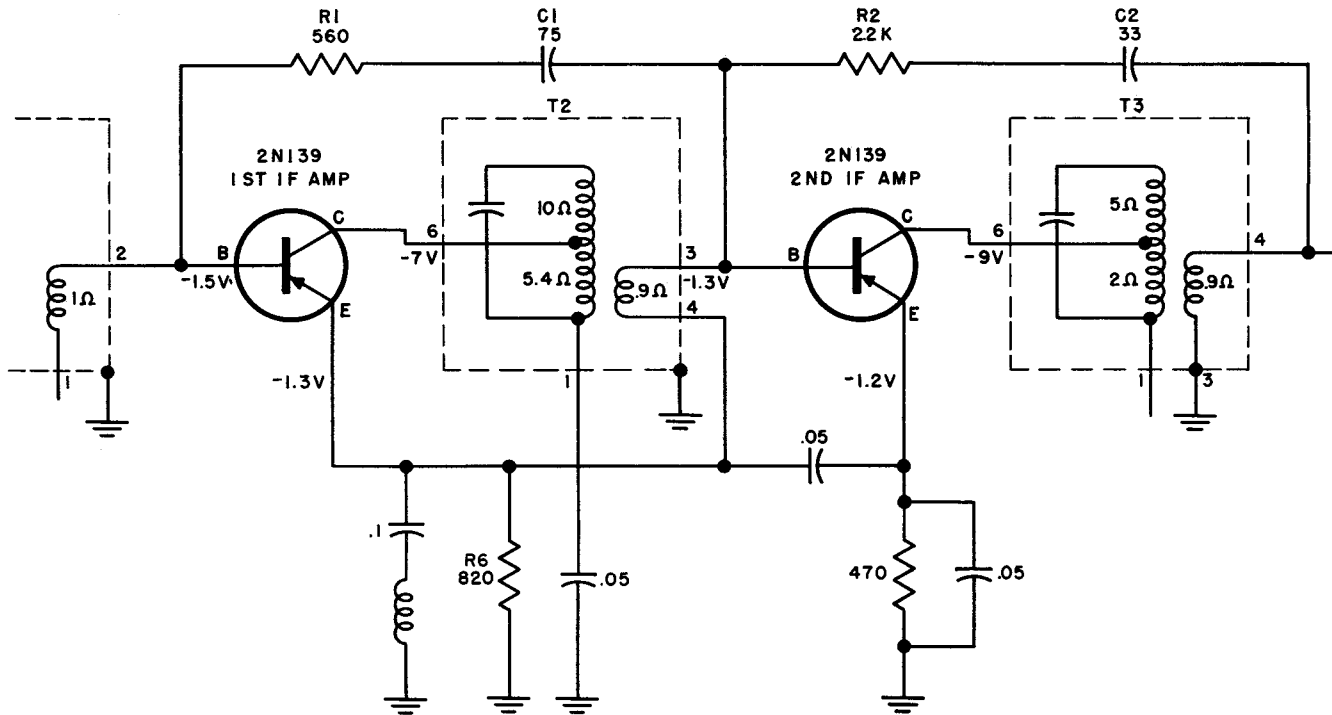 R1
560
C1
75
R2
2.2K
C2
33
T2
T3
2N139
1ST IF AMP
2N139
2ND IF AMP
2
B
C
E
-1.5V
6
-7V
10Ω
5.4Ω
.9Ω
3
-1.3V
4
B
C
E
6
-9V
5Ω
2Ω
.9Ω
4
1Ω
1
-1.3V
1
-1.2V
1
3
.05
.1
R6
820
.05
470
.05